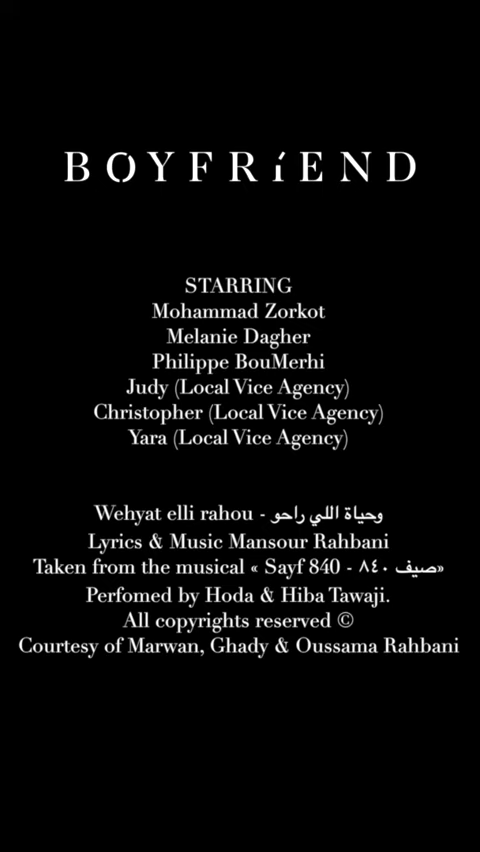 BOYFRiEND
STARRING
Mohammad Zorkot
Melanie Dagher
Philippe BouMerhi
Judy (Local Vice Agency)
Christopher (Local Vice Agency)
Yara (Local Vice Agency)
Wehyat elli rahou - وحياة اللي راحو
Lyrics & Music Mansour Rahbani
Taken from the musical « Sayf 840 - صيف ٨٤٠»
Perfomed by Hoda & Hiba Tawaji.
All copyrights reserved ©
Courtesy of Marwan, Ghady & Oussama Rahbani